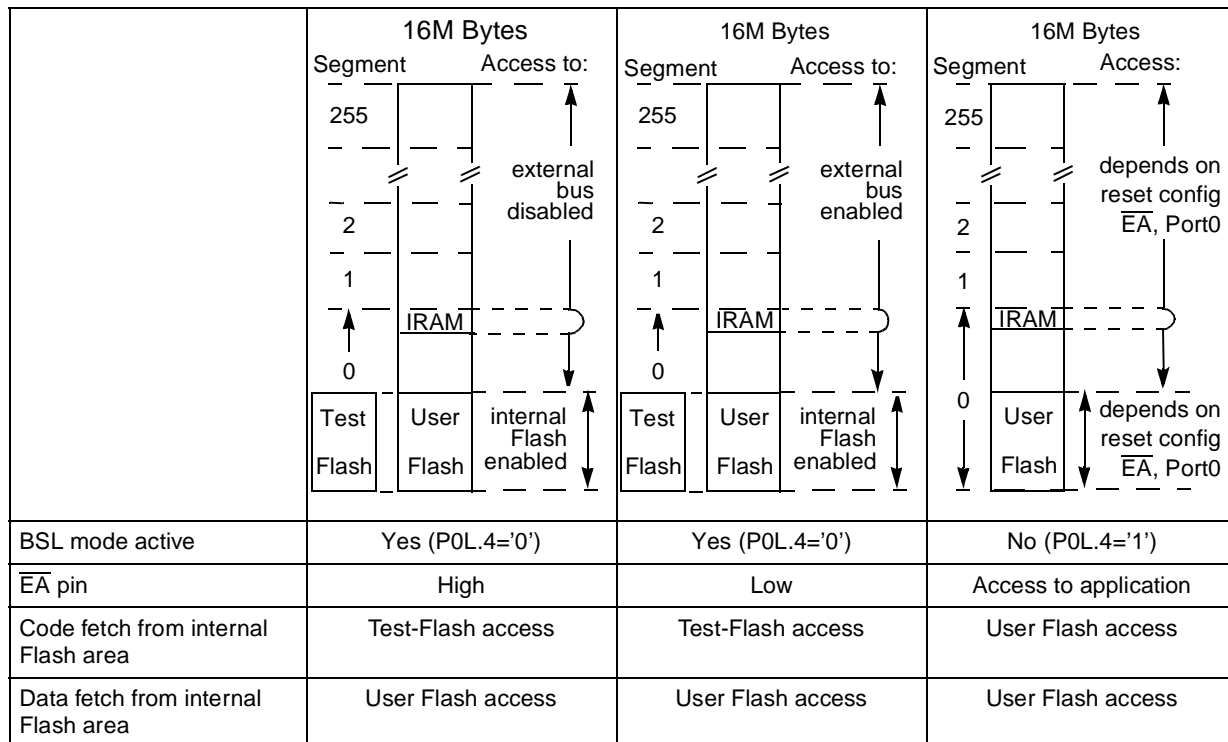 16M Bytes
Segment Access to:
255
external
bus
disabled
2
1
IRAM
0
Test
Flash
User
Flash
internal
Flash
enabled
16M Bytes
Segment Access to:
255
external
bus
enabled
2
1
IRAM
0
Test
Flash
User
Flash
internal
Flash
enabled
16M Bytes
Segment Access:
255
depends on
reset config
EA, Port0
2
1
IRAM
0
User
Flash
depends on
reset config
EA, Port0
BSL mode active Yes (P0L.4='0') Yes (P0L.4='0') No (P0L.4='1')
EA pin High Low Access to application
Code fetch from internal Test-Flash access Test-Flash access User Flash access
Flash area
Data fetch from internal User Flash access User Flash access User Flash access
Flash area